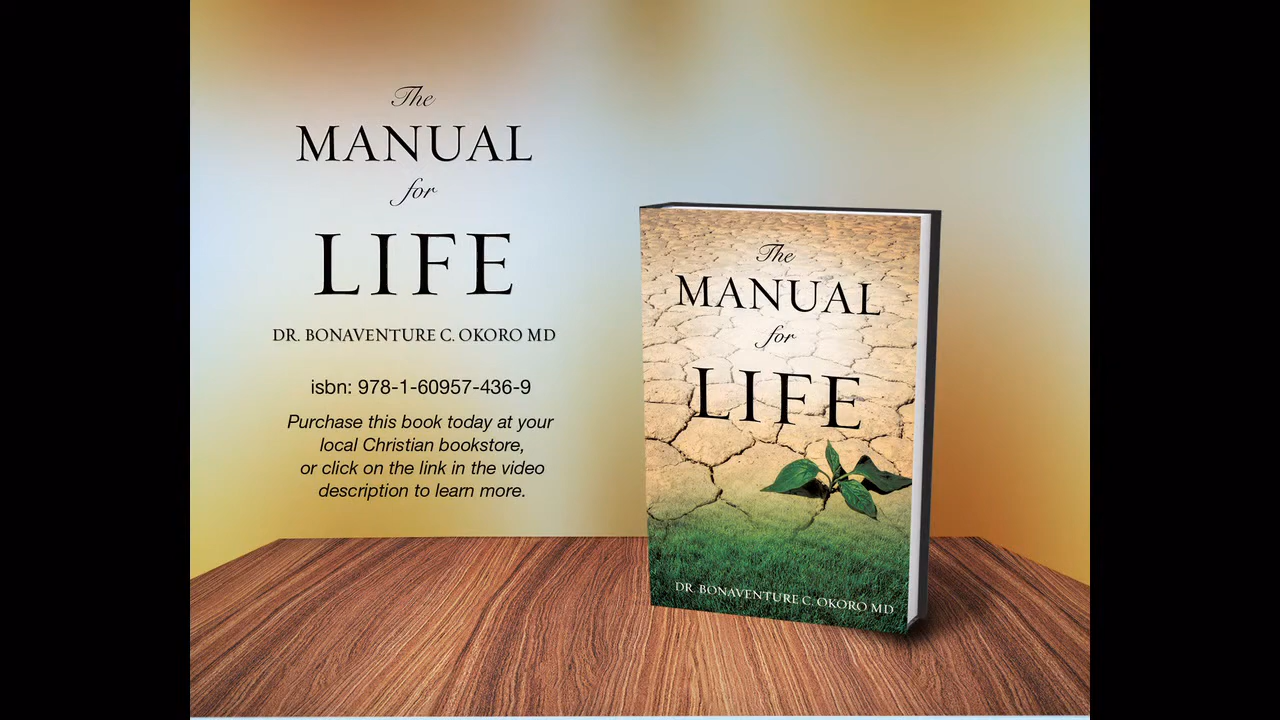 The
MANUAL
for
LIFE
DR. BONAVENTURE C. OKORO MD
isbn: 978-1-60957-436-9
Purchase this book today at your
local Christian bookstore,
or click on the link in the video
description to learn more.
The
MANUAL
for
LIFE
DR. BONAVENTURE C. OKORO MD